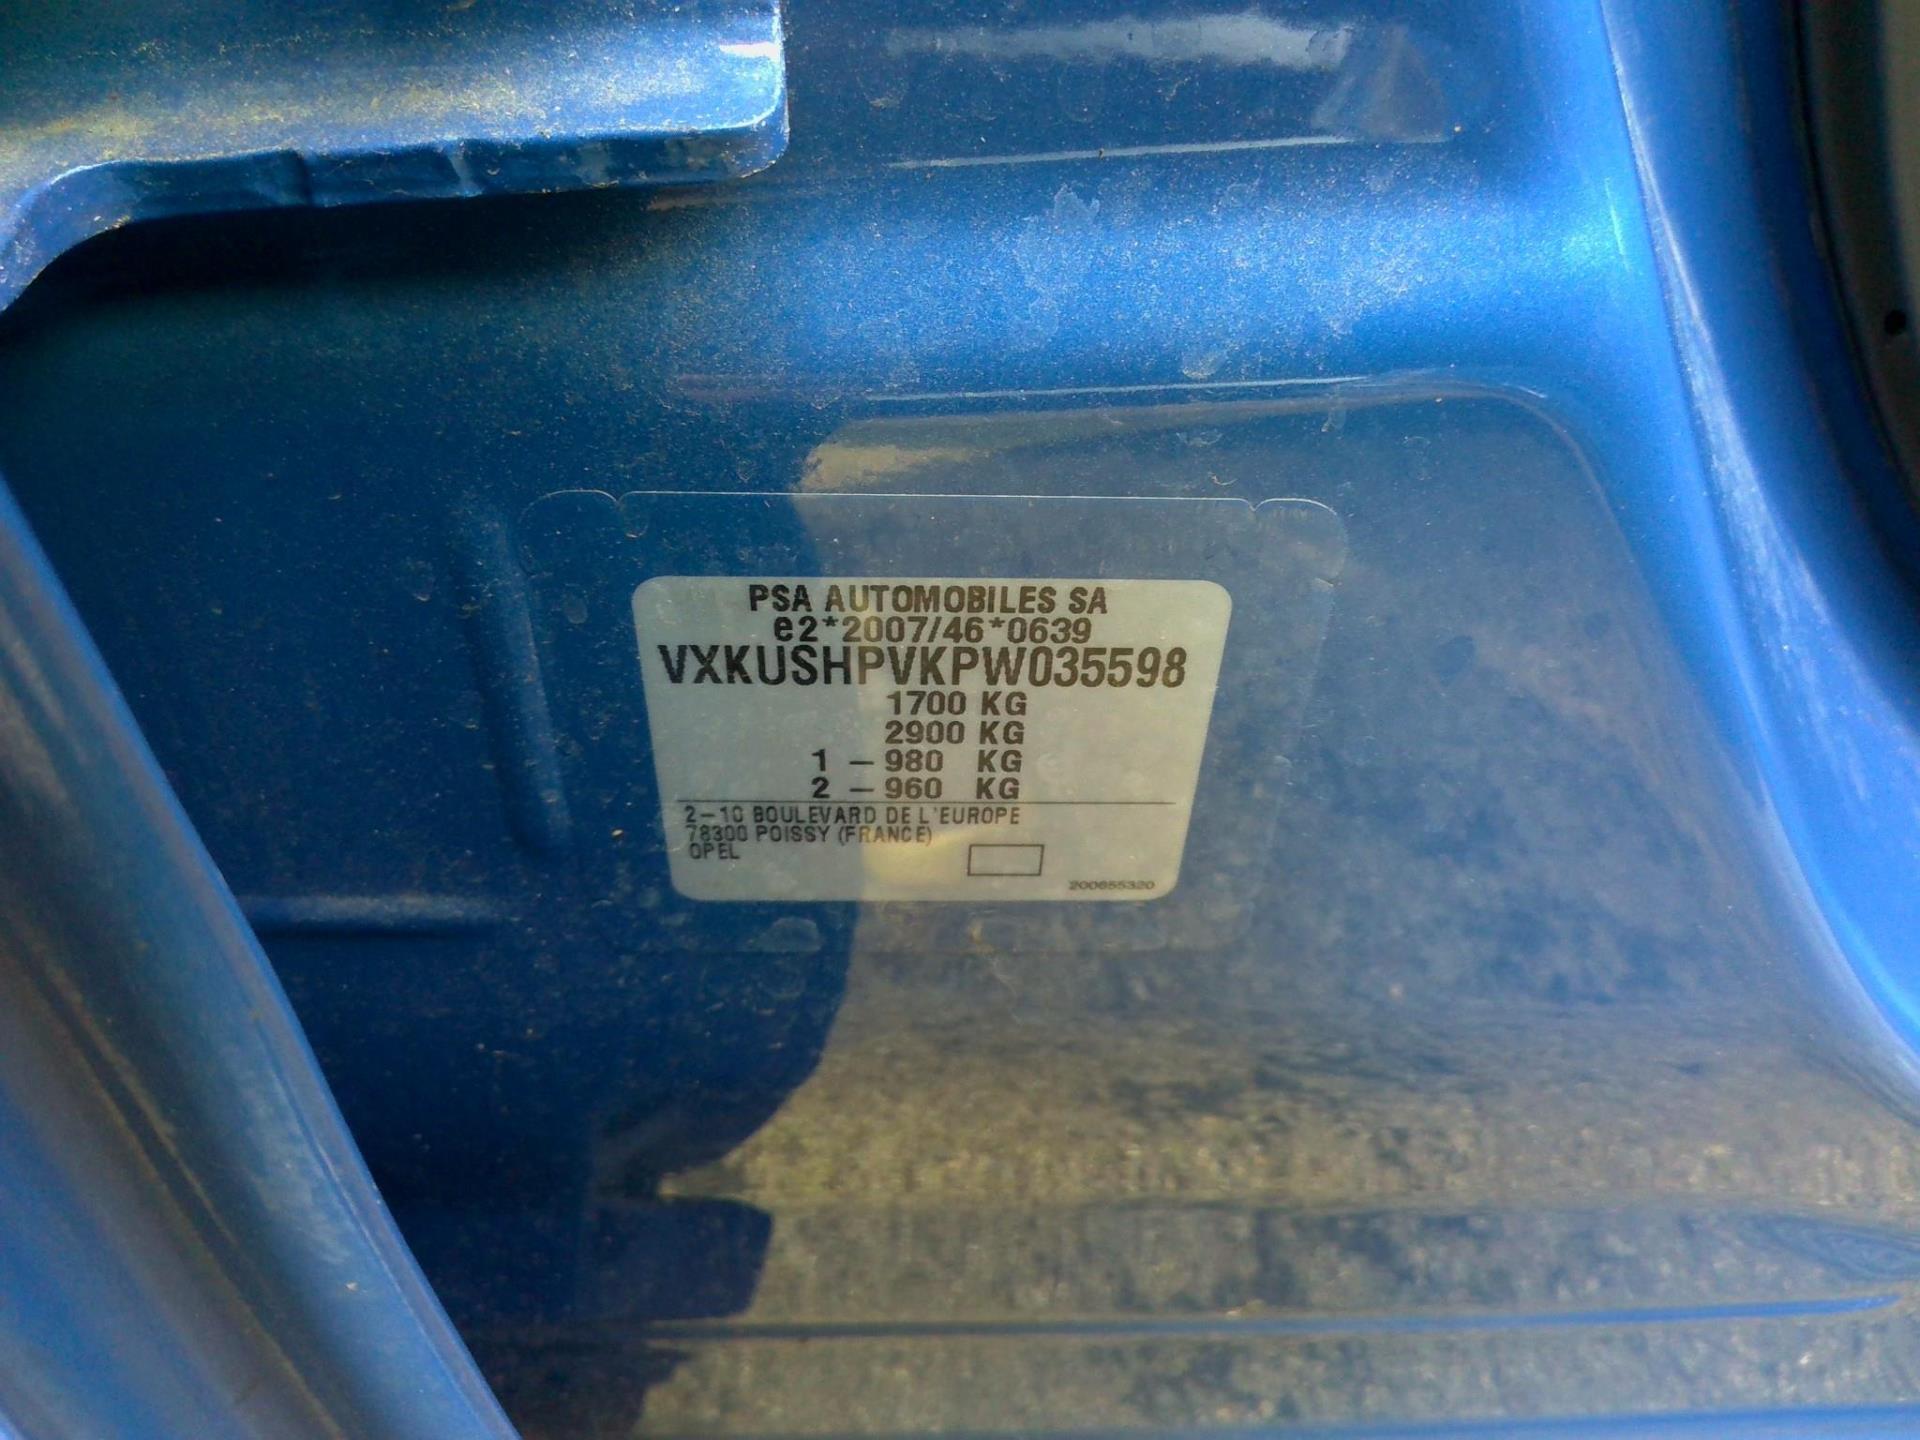 PSA AUTOMOBILES SA
e2*2007/46*0639
VXKUSHPVKPW035598
1700 KG
2900 KG
1 – 980 KG
2 – 960 KG
2–10 BOULEVARD DE L'EUROPE
78300 POISSY (FRANCE)
OPEL
200655320